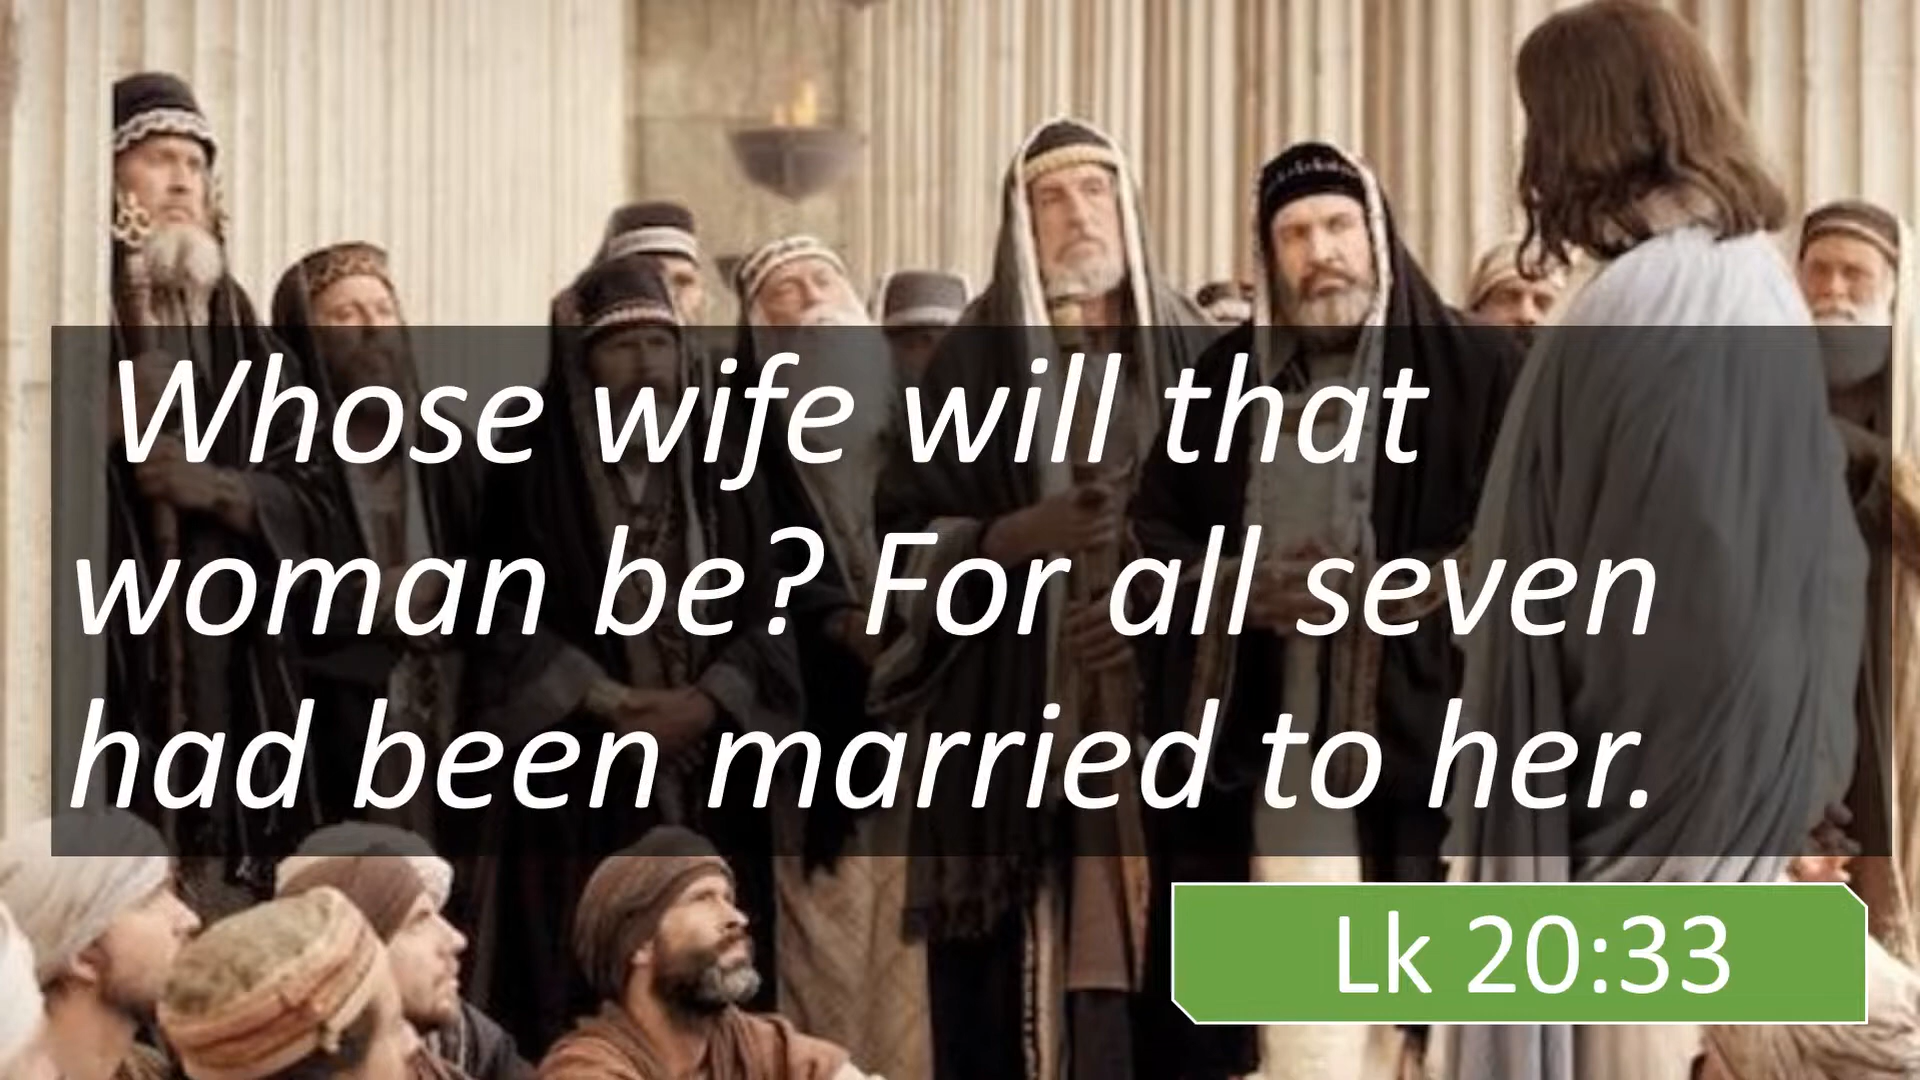 Whose wife will that
woman be? For all seven
had been married to her.
Lk 20:33